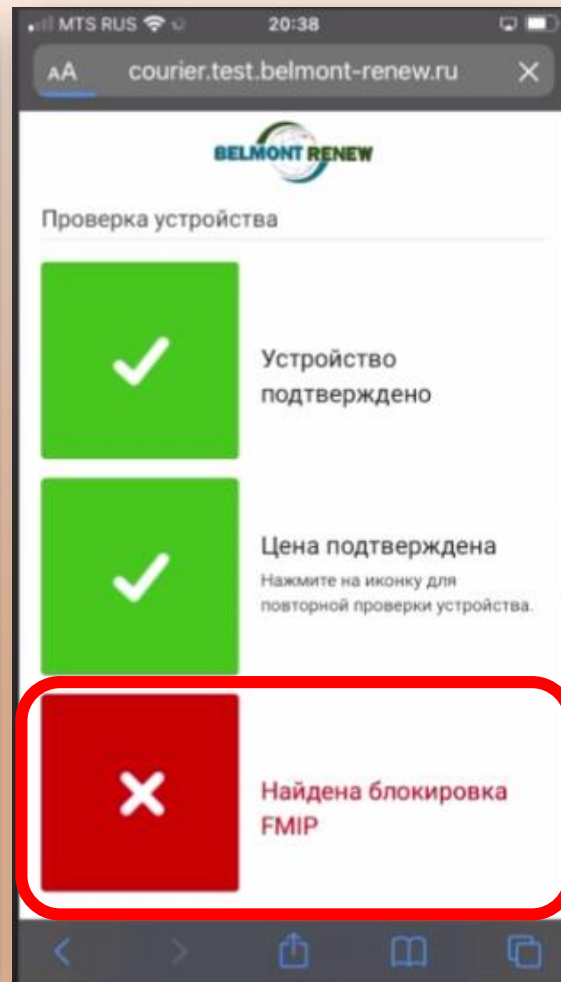 MTS RUS 20:38
AA courier.test.belmont-renew.ru
BELMONT RENEW
Проверка устройства
Устройство
подтверждено
Цена подтверждена
Нажмите на иконку для
повторной проверки устройства.
Найдена блокировка
FMIP